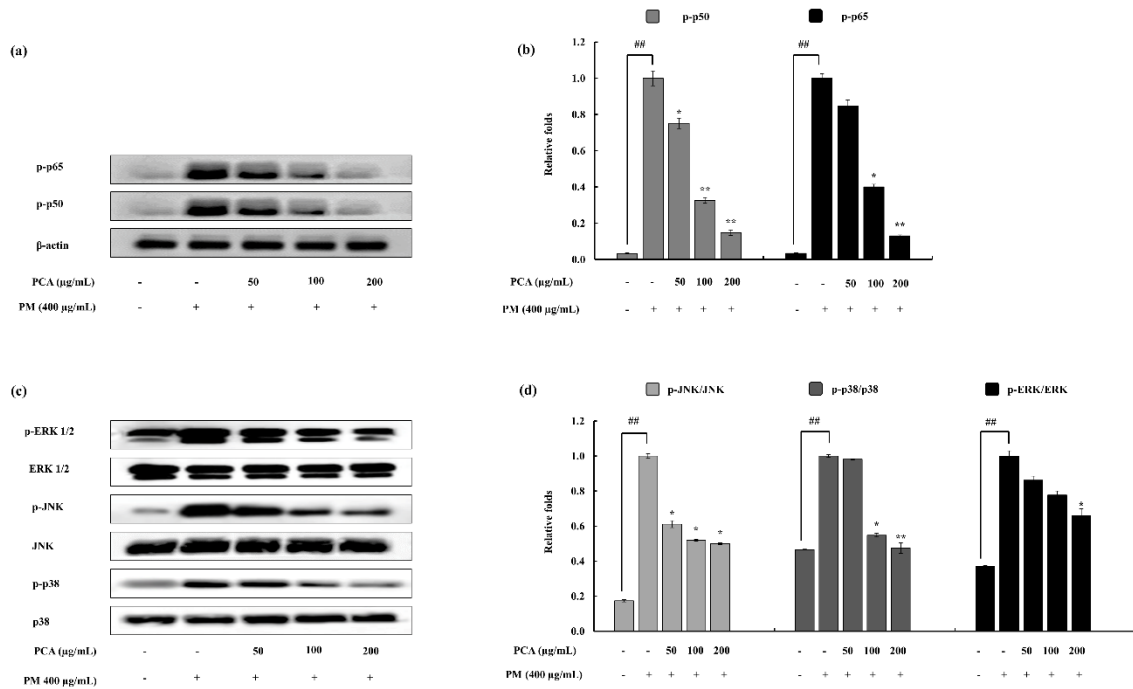 (a)
p-p65
p-p50
β-actin
PCA (μg/mL) - - 50 100 200
PM (400 μg/mL) - + + + +
(b)
p-p50 p-p65
Relative folds
1.2
1.0
0.8
0.6
0.4
0.2
0.0
## * ** **
## * **
PCA (μg/mL) - - 50 100 200 - - 50 100 200
PM (400 μg/mL) - + + + + - + + + +
(c)
p-ERK 1/2
ERK 1/2
p-JNK
JNK
p-p38
p38
PCA (μg/mL) - - 50 100 200
PM 400 μg/mL) - + + + +
(d)
p-JNK/JNK p-p38/p38 p-ERK/ERK
Relative folds
1.2
1.0
0.8
0.6
0.4
0.2
0.0
## * * *
## * **
## *
PCA (μg/mL) - - 50 100 200 - - 50 100 200 - - 50 100 200
PM (400 μg/mL) - + + + + - + + + + - + + + +